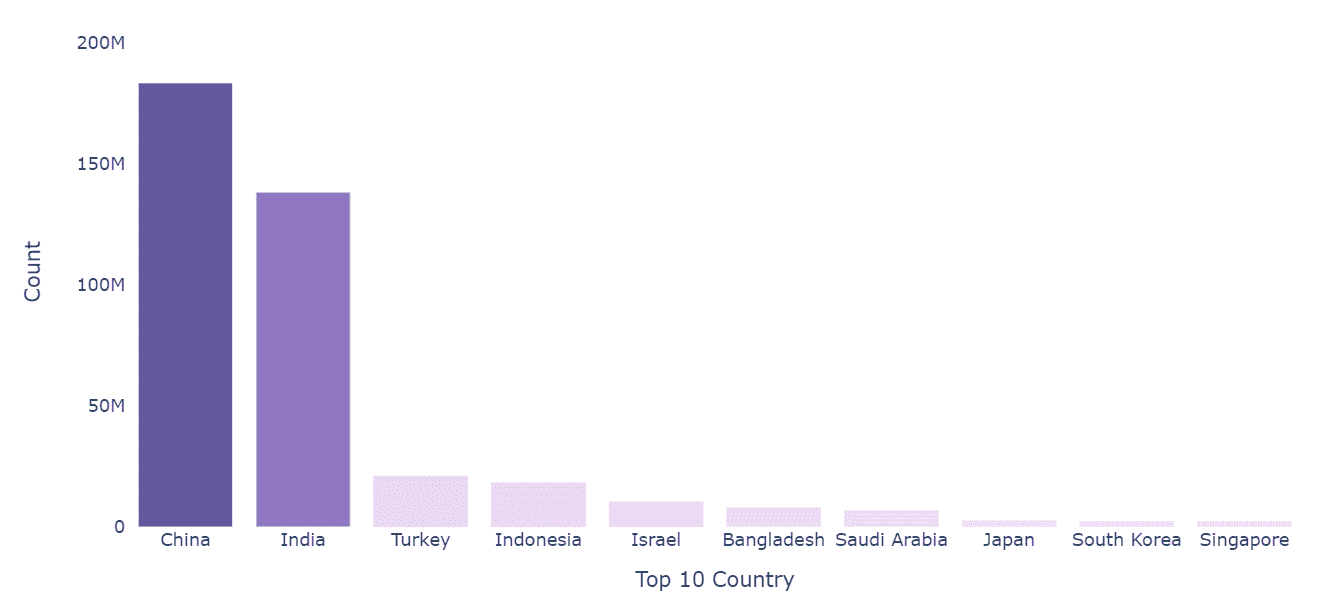 200M
150M
100M
50M
0
Count
China India Turkey Indonesia Israel Bangladesh Saudi Arabia Japan South Korea Singapore
Top 10 Country